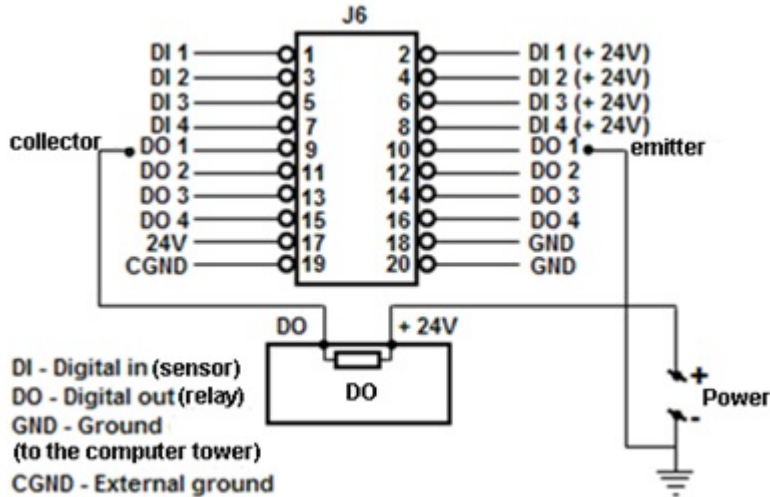 J6
DI 1 1 2 DI 1 (+ 24V)
DI 2 3 4 DI 2 (+ 24V)
DI 3 5 6 DI 3 (+ 24V)
DI 4 7 8 DI 4 (+ 24V)
collector DO 1 9 10 DO 1 emitter
DO 2 11 12 DO 2
DO 3 13 14 DO 3
DO 4 15 16 DO 4
24V 17 18 GND
CGND 19 20 GND
DO + 24V
DO
+
Power
-
DI - Digital in (sensor)
DO - Digital out (relay)
GND - Ground
(to the computer tower)
CGND - External ground